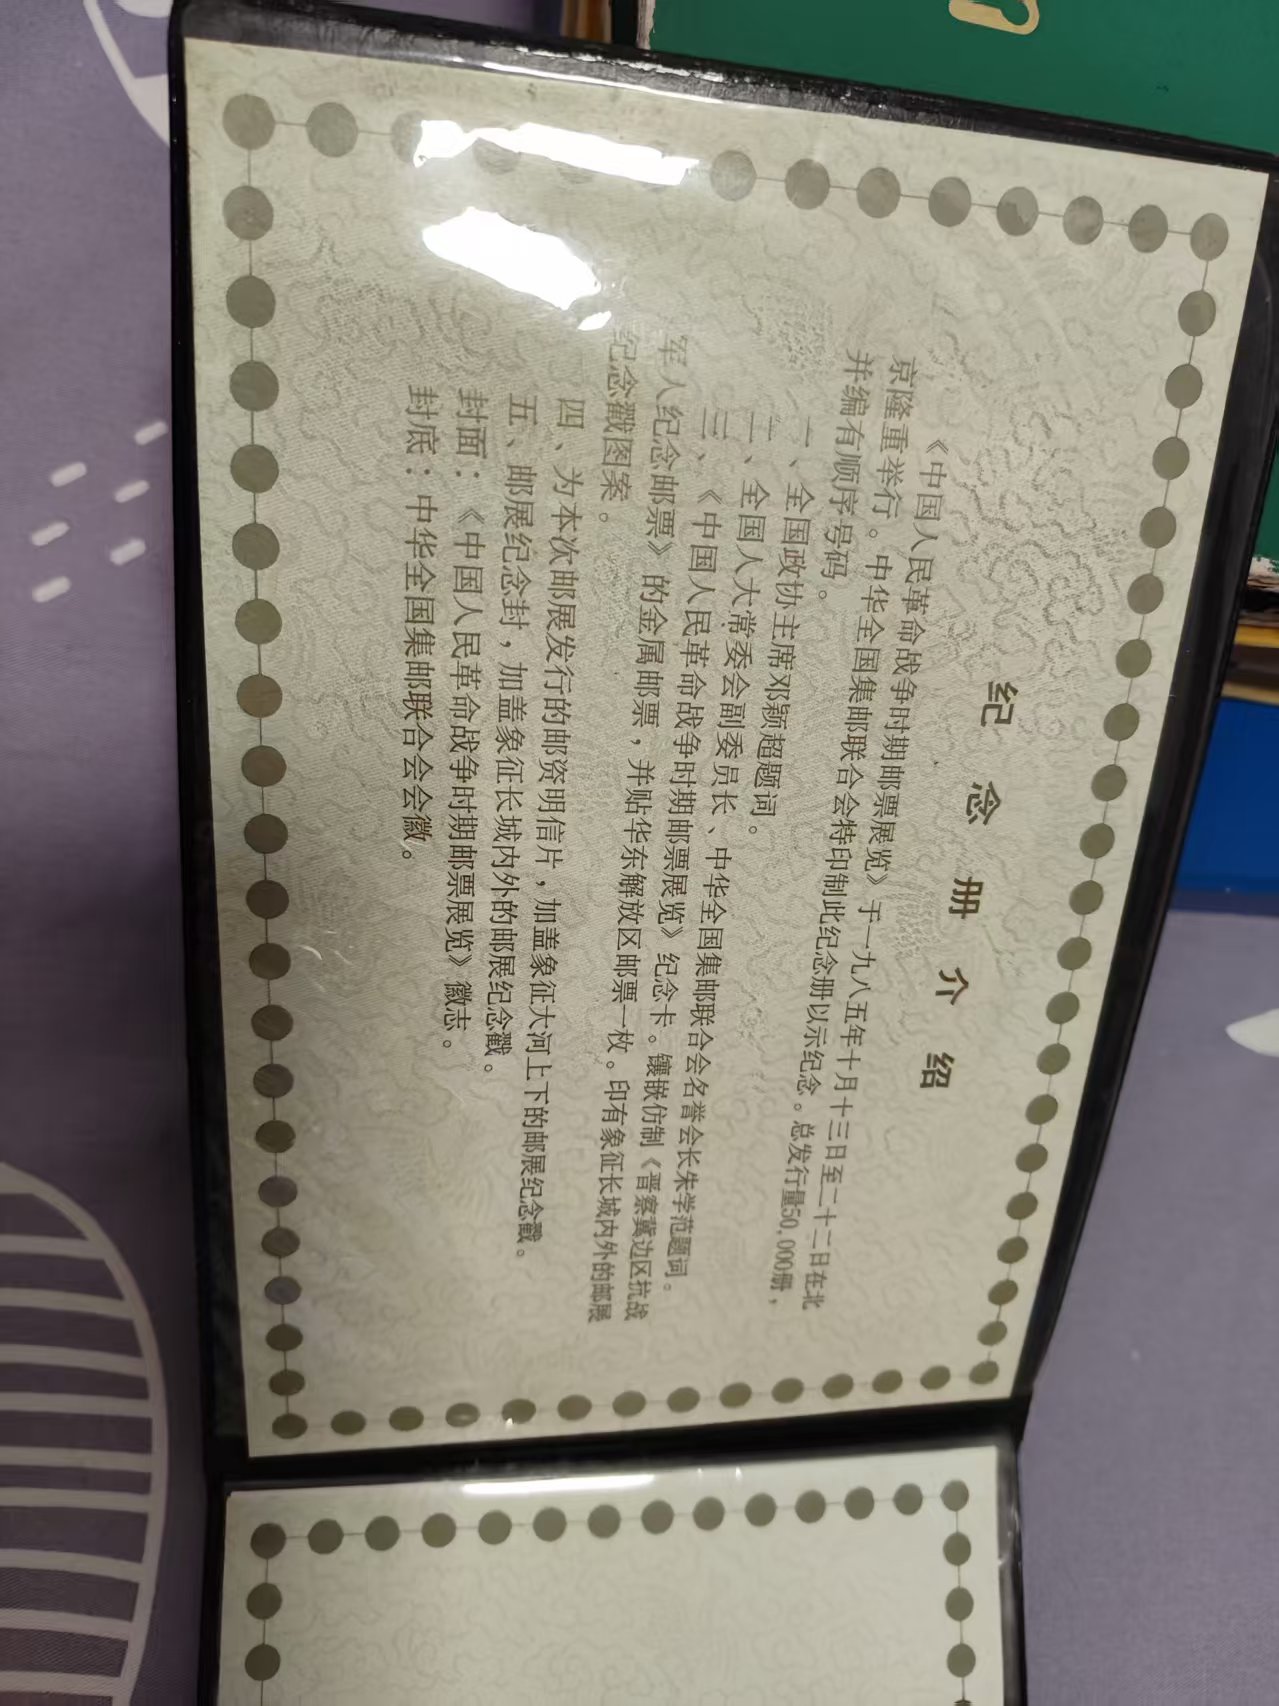 纪念册介绍
《中国人民革命战争时期邮票展览》于一九八五年十月十三日至二十二日在北
京隆重举行。中华全国集邮联合会特印制此纪念册以示纪念。总发行量50,000册，
并编有顺序号码。
一、全国政协主席邓颖超题词。
二、全国人大常委会副委员长、中华全国集邮联合会名誉会长朱学范题词。
三、《中国人民革命战争时期邮票展览》纪念卡。镶嵌仿制《晋察冀边区抗战
军人纪念邮票》的金属邮票，并贴华东解放区邮票一枚。印有象征长城内外的邮展
纪念戳图案。
四、为本次邮展发行的邮资明信片，加盖象征大河上下的邮展纪念戳。
五、邮展纪念封，加盖象征长城内外的邮展纪念戳。
封面：《中国人民革命战争时期邮票展览》徽志。
封底：中华全国集邮联合会会徽。